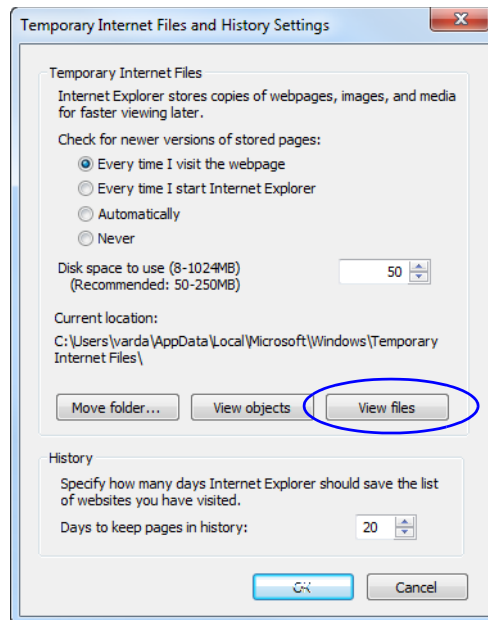 Temporary Internet Files and History Settings
Temporary Internet Files
Internet Explorer stores copies of webpages, images, and media
for faster viewing later.
Check for newer versions of stored pages:
Every time I visit the webpage
Every time I start Internet Explorer
Automatically
Never
Disk space to use (8-1024MB)
50
(Recommended: 50-250MB)
Current location:
C:\Users\varda\AppData\Local\Microsoft\Windows\Temporary
Internet Files\
Move folder... View objects View files
History
Specify how many days Internet Explorer should save the list
of websites you have visited.
Days to keep pages in history: 20
OK Cancel